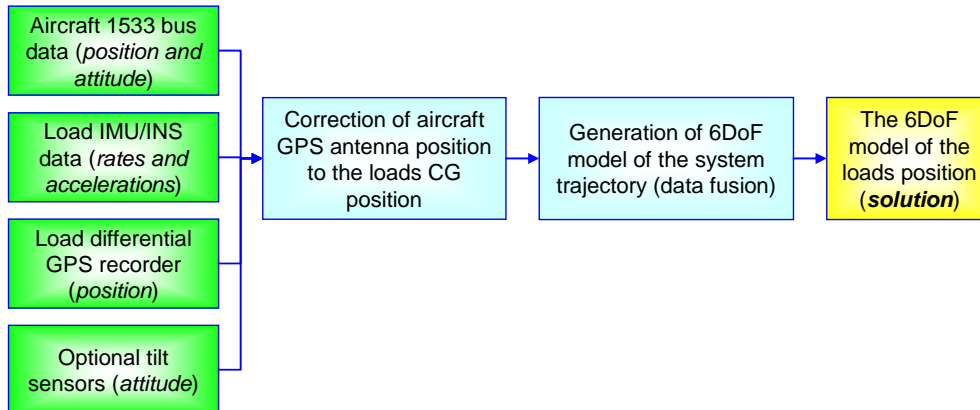 Aircraft 1533 bus
data (position and
attitude)
Load IMU/INS
data (rates and
accelerations)
Load differential
GPS recorder
(position)
Optional tilt
sensors (attitude)
Correction of aircraft
GPS antenna position
to the loads CG
position
Generation of 6DoF
model of the system
trajectory (data fusion)
The 6DoF
model of the
loads position
(solution)